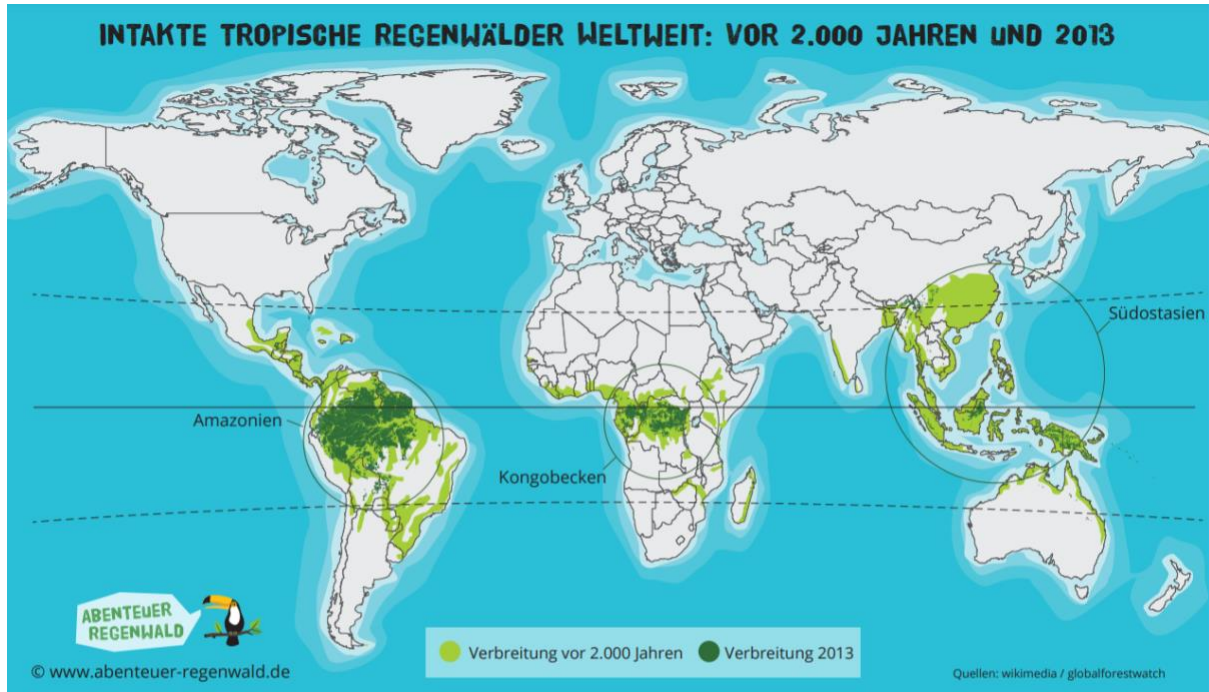 INTAKTE TROPISCHE REGENWÄLDER WELTWEIT: VOR 2.000 JAHREN UND 2013
Südostasien
Amazonien
Kongobecken
ABENTEUER
REGENWALD
Verbreitung vor 2.000 Jahren
Verbreitung 2013
© www.abenteuer-regenwald.de
Quellen: wikimedia / globalforestwatch